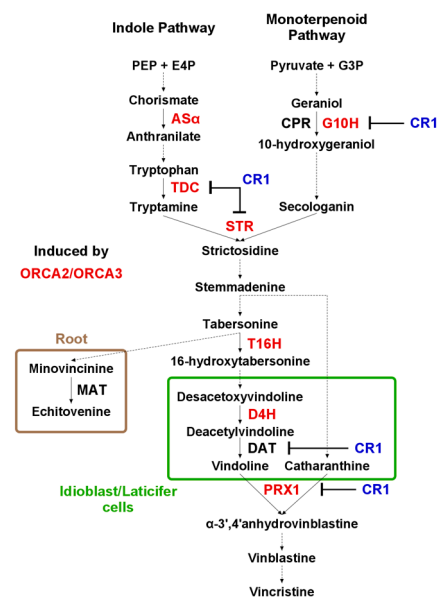 Indole Pathway
Monoterpenoid
Pathway
PEP + E4P
Pyruvate + G3P
Chorismate
Geraniol
ASα
CPR G10H
CR1
Anthranilate
10-hydroxygeraniol
Tryptophan
TDC
CR1
Tryptamine
Secologanin
STR
Induced by
ORCA2/ORCA3
Strictosidine
Stemmadenine
Tabersonine
Root
T16H
16-hydroxytabersonine
Minovincinine
MAT
Echitovenine
Desacetoxyvindoline
D4H
Deacetylvindoline
DAT
CR1
Vindoline
Catharanthine
Idioblast/Laticifer
cells
PRX1
CR1
α-3',4'anhydrovinblastine
Vinblastine
Vincristine